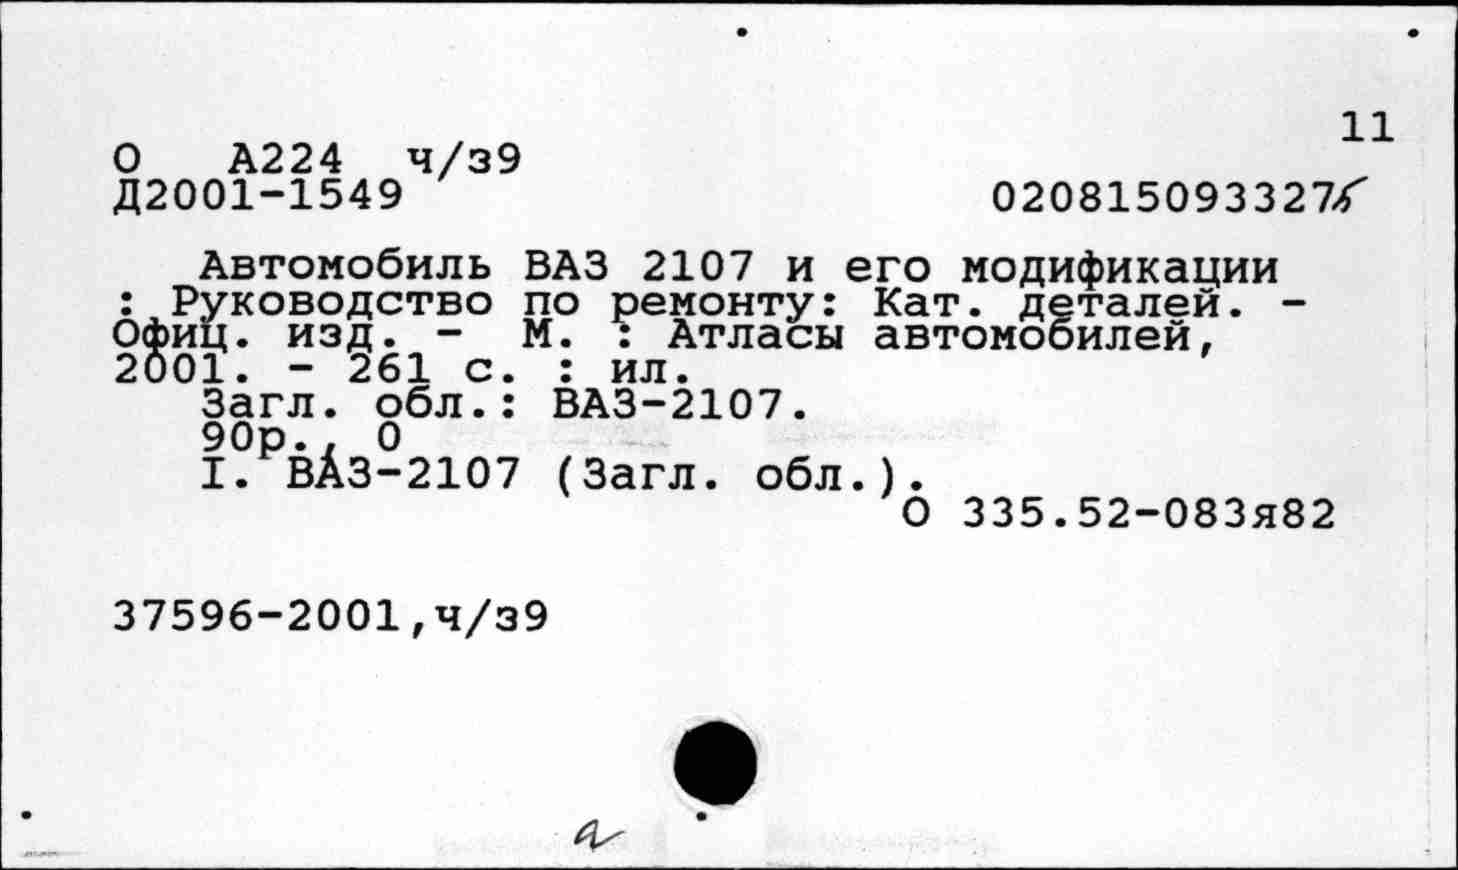 11
О А224 ч/з9
Д2001-1549 020815093327
Автомобиль ВАЗ 2107 и его модификации
: Руководство по ремонту: Кат. деталей. -
Офиц. изд. - М. : Атласы автомобилей,
2001. - 261 с. : ил.
Загл. обл.: ВАЗ-2107.
90р., 0
I. ВАЗ-2107 (Загл. обл.).
О 335.52-083я82
37596-2001,ч/з9